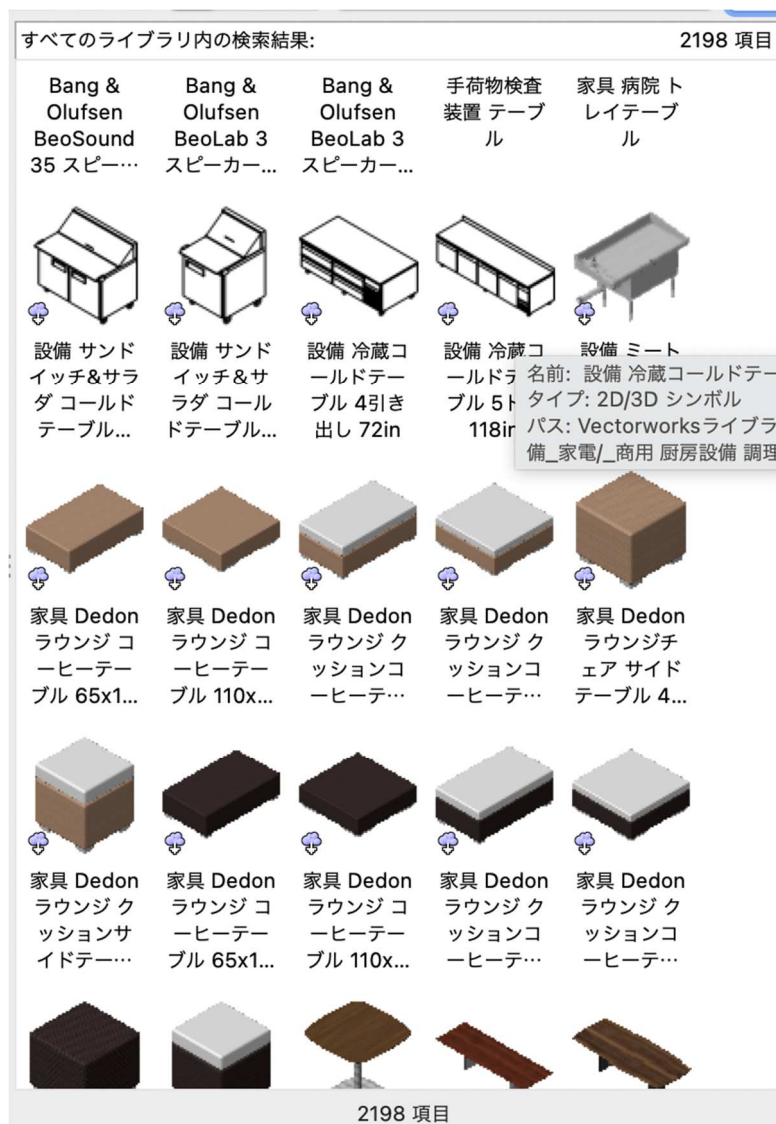 すべてのライブラリ内の検索結果:
2198 項目
Bang &
Olufsen
BeoSound
35 スピー…
Bang &
Olufsen
BeoLab 3
スピーカー...
Bang &
Olufsen
BeoLab 3
スピーカー...
手荷物検査
装置 テーブ
ル
家具 病院 ト
レイテーブ
ル
設備 サンド
イッチ&サラ
ダ コールド
テーブル...
設備 サンド
イッチ＆サ
ラダ コール
ドテーブル...
設備 冷蔵コ
ールドテー
ブル 4引き
出し 72in
設備 冷蔵コ
ールドテ
ブル 5ト
118in
設備 ミート
名前: 設備 冷蔵コールドテー
タイプ: 2D/3D シンボル
パス: Vectorworksライブラ
備_家電/_商用 厨房設備 調理
家具 Dedon
ラウンジ コ
ーヒーテー
ブル 65x1...
家具 Dedon
ラウンジ コ
ーヒーテー
ブル 110x...
家具 Dedon
ラウンジ ク
ッションコ
ーヒーテ…
家具 Dedon
ラウンジ ク
ッションコ
ーヒーテ…
家具 Dedon
ラウンジチ
ェア サイド
テーブル 4...
家具 Dedon
ラウンジ ク
ッションサ
イドテー…
家具 Dedon
ラウンジ コ
ーヒーテー
ブル 65x1...
家具 Dedon
ラウンジ コ
ーヒーテー
ブル 110x...
家具 Dedon
ラウンジ ク
ッションコ
ーヒーテ…
家具 Dedon
ラウンジ ク
ッションコ
ーヒーテ…
2198 項目